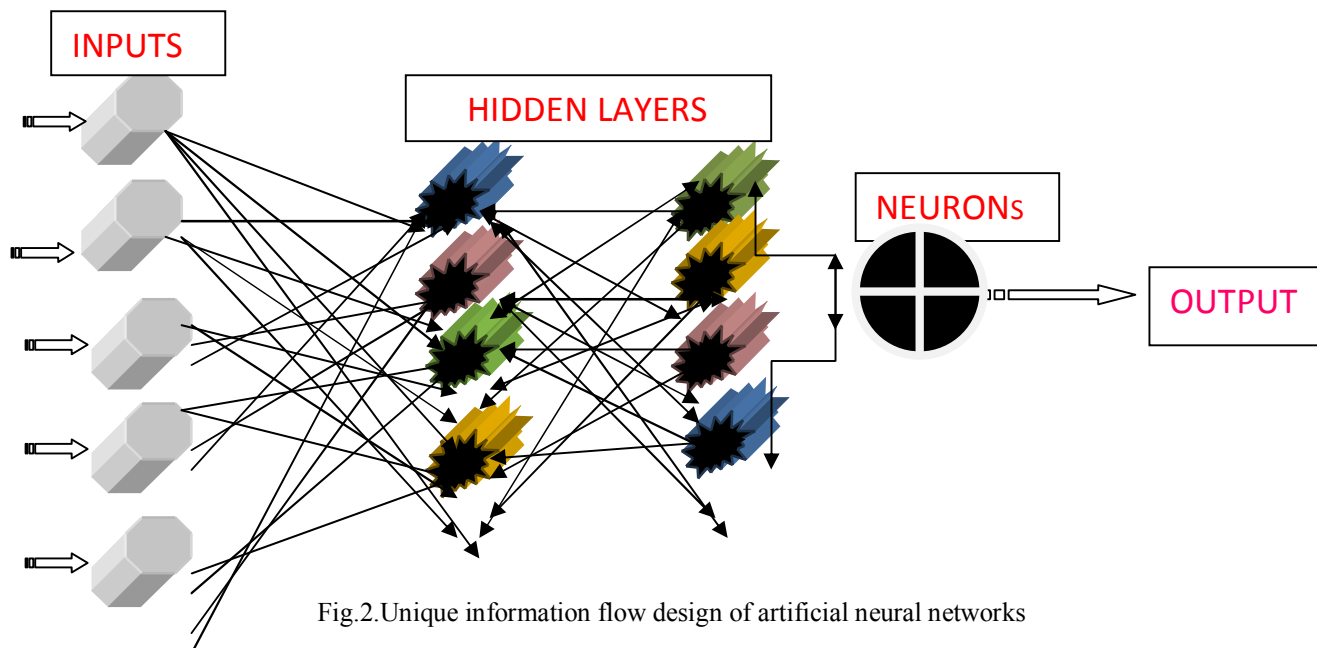 INPUTS
HIDDEN LAYERS
NEURONS
OUTPUT
Fig.2.Unique information flow design of artificial neural networks